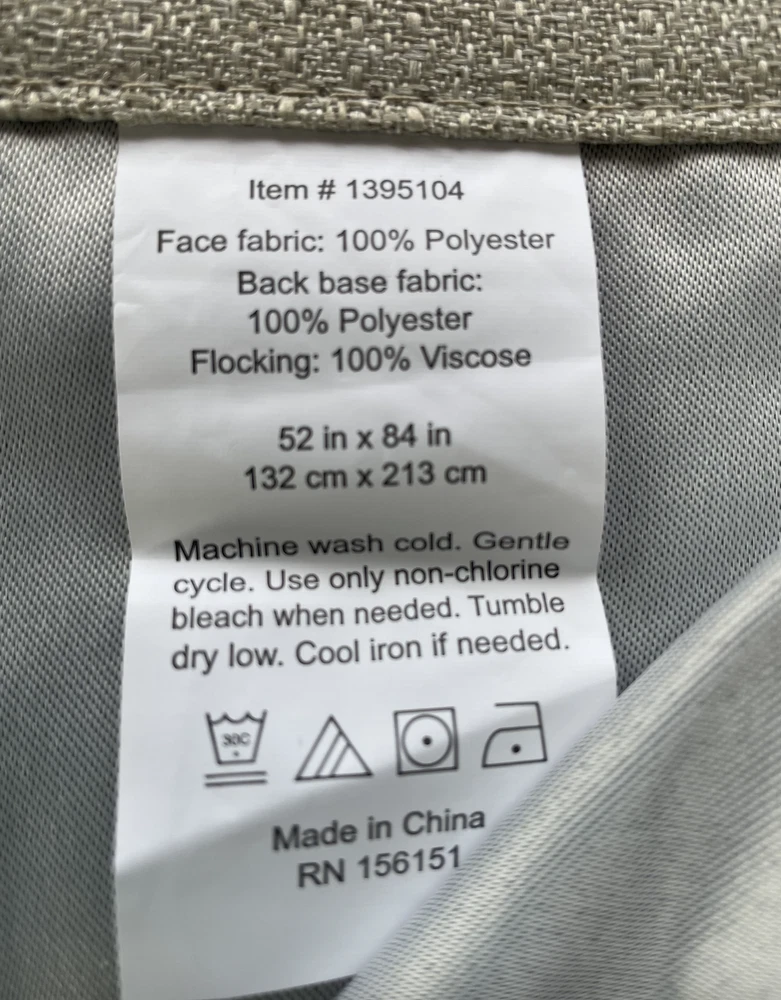 Item # 1395104
Face fabric: 100% Polyester
Back base fabric:
100% Polyester
Flocking: 100% Viscose
52 in x 84 in
132 cm x 213 cm
Machine wash cold. Gentle
cycle. Use only non-chlorine
bleach when needed. Tumble
dry low. Cool iron if needed.
30C
Made in China
RN 156151